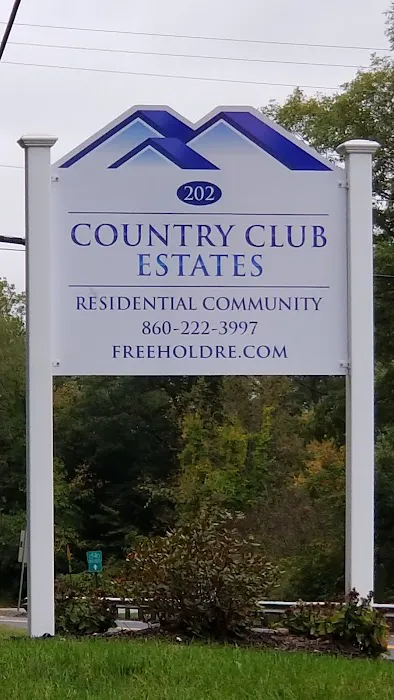 202
COUNTRY CLUB
ESTATES
RESIDENTIAL COMMUNITY
860-222-3997
FREEHOLDRE.COM